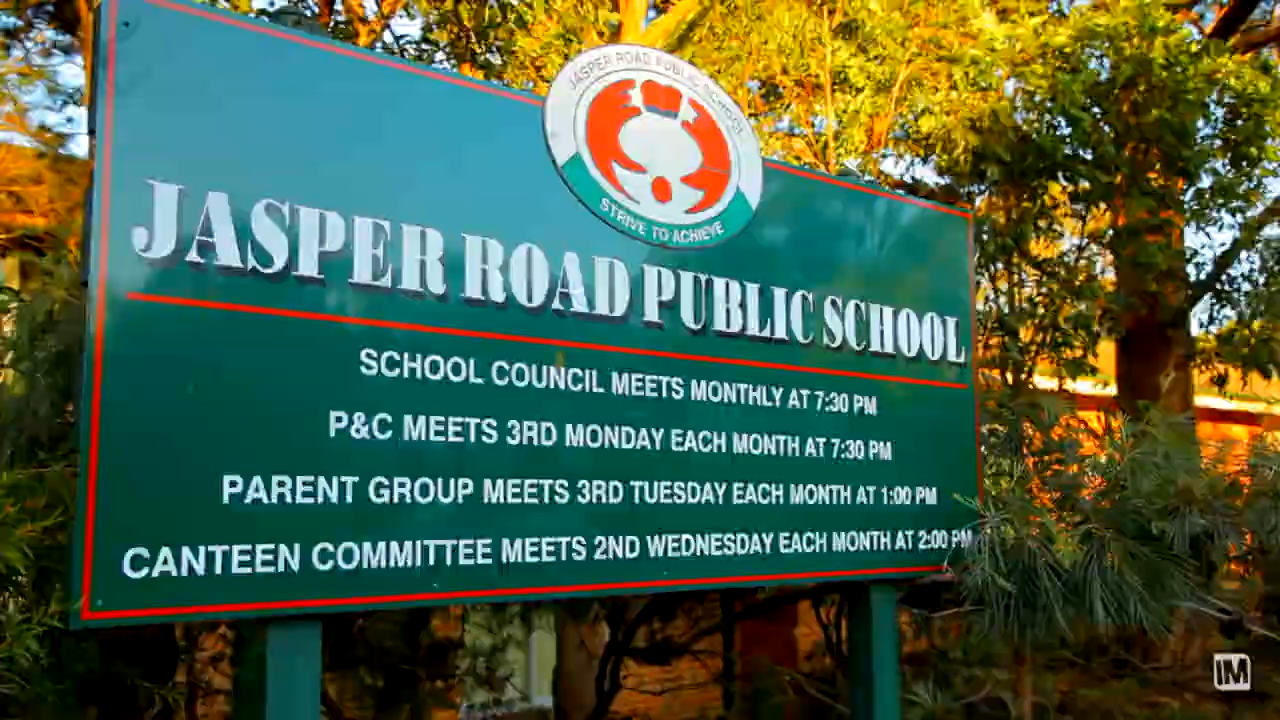 JASPER ROAD PUBLIC SCHOOL
STRIVE TO ACHIEVE
JASPER ROAD PUBLIC SCHOOL
SCHOOL COUNCIL MEETS MONTHLY AT 7:30 PM
P&C MEETS 3RD MONDAY EACH MONTH AT 7:30 PM
PARENT GROUP MEETS 3RD TUESDAY EACH MONTH AT 1:00 PM
CANTEEN COMMITTEE MEETS 2ND WEDNESDAY EACH MONTH AT 2:00 PM
IM